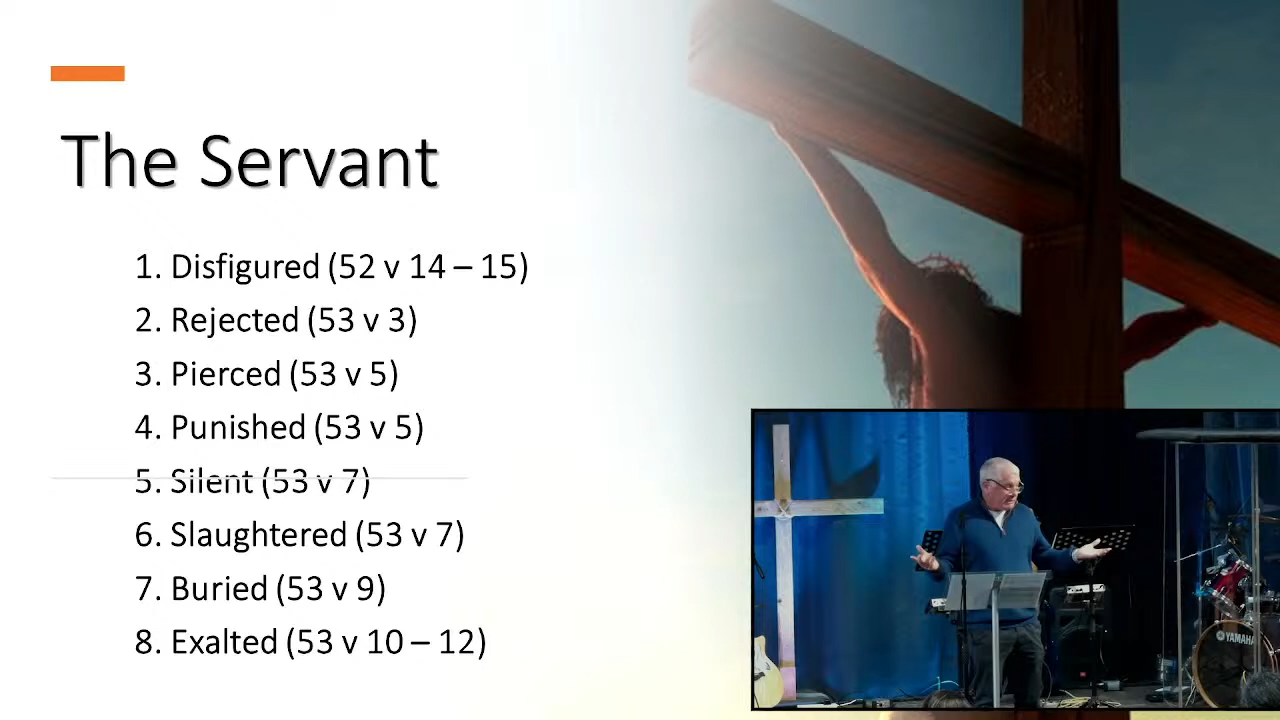 The Servant
1. Disfigured (52 v 14 – 15)
2. Rejected (53 v 3)
3. Pierced (53 v 5)
4. Punished (53 v 5)
5. Silent (53 v 7)
6. Slaughtered (53 v 7)
7. Buried (53 v 9)
8. Exalted (53 v 10 – 12)
YAMAHA